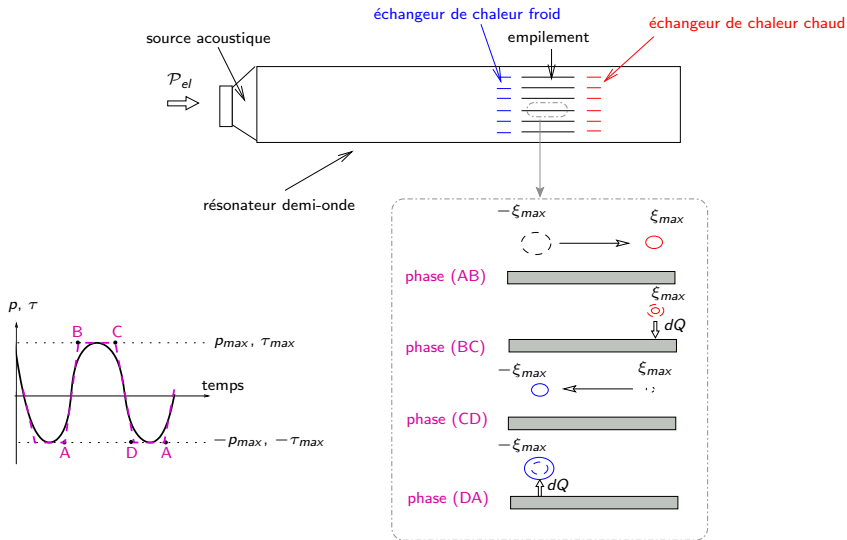 échangeur de chaleur froid
échangeur de chaleur chaud
source acoustique
empilement
𝒫el
résonateur demi-onde
−ξmax
ξmax
phase (AB)
ξmax
dQ
phase (BC)
−ξmax
ξmax
phase (CD)
−ξmax
dQ
phase (DA)
p, τ
B
C
pmax, τmax
temps
A
D
A
−pmax, −τmax